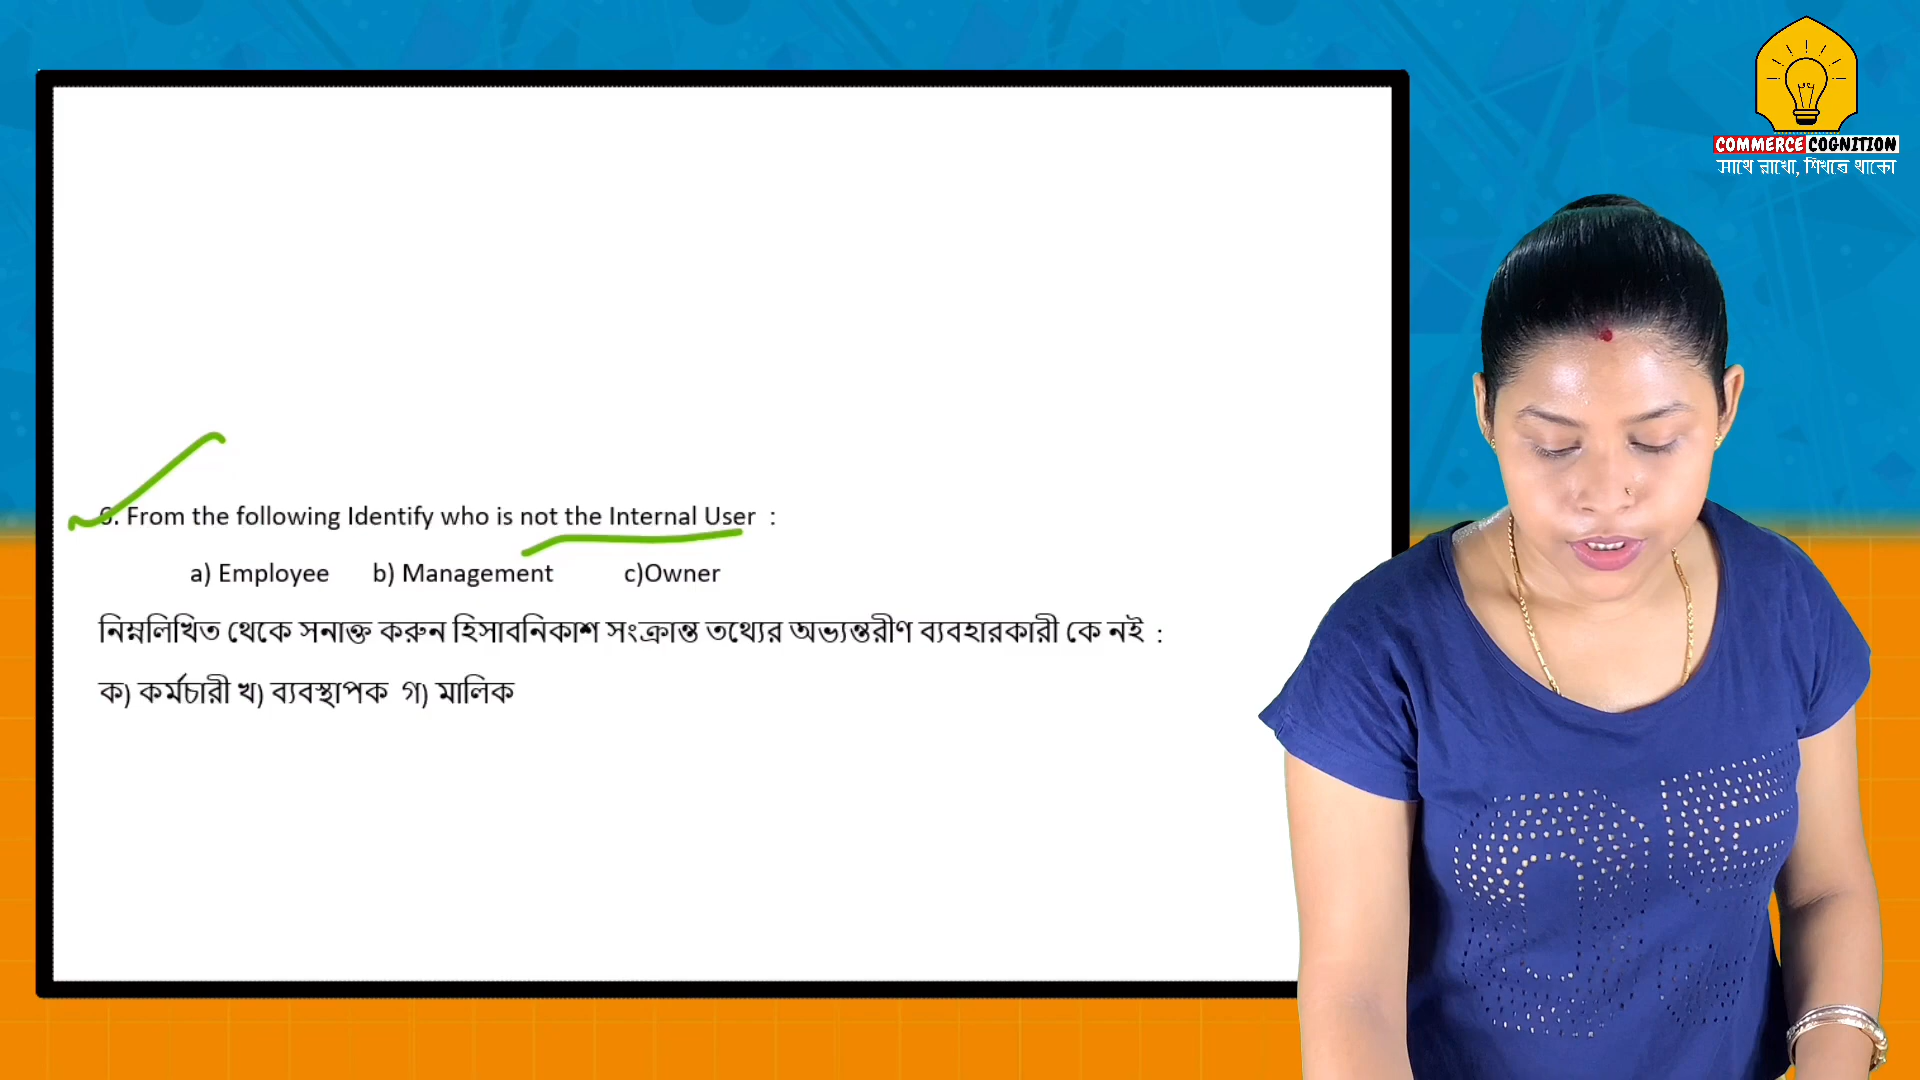 COMMERCE COGNITION
সাথে রাখো, শিখতে থাকো
6. From the following Identify who is not the Internal User :
a) Employee b) Management c)Owner
নিম্নলিখিত থেকে সনাক্ত করুন হিসাবনিকাশ সংক্রান্ত তথ্যের অভ্যন্তরীণ ব্যবহারকারী কে নই :
ক) কর্মচারী খ) ব্যবস্থাপক গ) মালিক